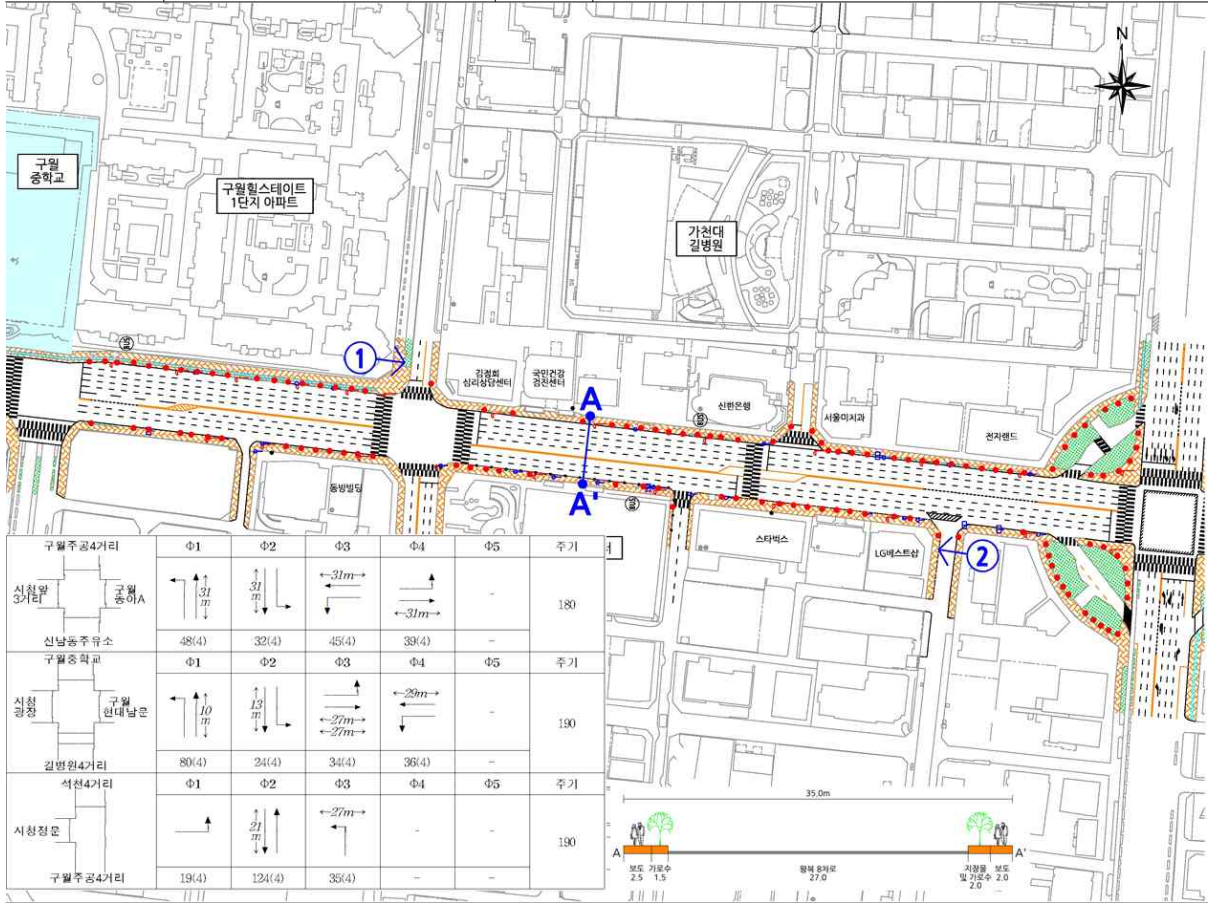 N
구월
중학교
구월힐스테이트
1단지 아파트
가천대
길병원
①
김경희
심리상담센터
국민건강
검진센터
A
신한은행
서울미치과
전자랜드
A'
동방빌딩
스타벅스
LG베스트샵
②
구월주공4거리
Φ1 Φ2 Φ3 Φ4 Φ5 주기
시청앞
3거리
구월
동아A
31m 31m 31m 31m - 180
신남동주유소 48(4) 32(4) 45(4) 39(4) -
구월중학교 Φ1 Φ2 Φ3 Φ4 Φ5 주기
시청
광장
구월
현대남문
10m 13m 27m 27m 29m - 190
길병원4거리 80(4) 24(4) 34(4) 36(4) -
석천4거리 Φ1 Φ2 Φ3 Φ4 Φ5 주기
시청정문
21m 27m - - 190
구월주공4거리 19(4) 124(4) 35(4) - -
35.0m
A A'
보도
2.5
가로수
1.5
왕복 8차로
27.0
지장물
및 가로수
2.0
보도
2.0